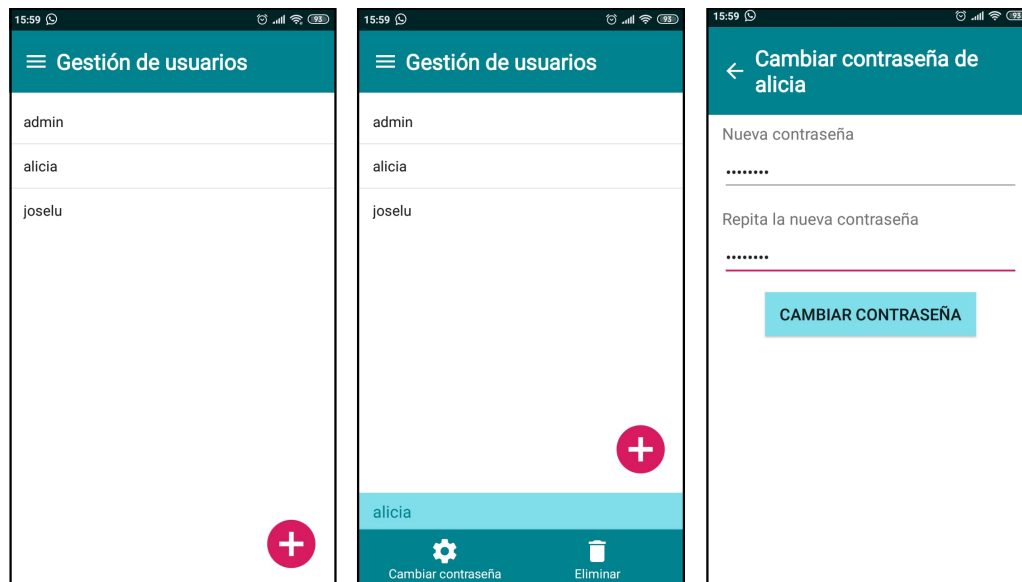 15:59 93
Gestión de usuarios
admin
alicia
joselu
15:59 93
Gestión de usuarios
admin
alicia
joselu
alicia
Cambiar contraseña Eliminar
15:59 93
Cambiar contraseña de
alicia
Nueva contraseña
••••••••
Repita la nueva contraseña
••••••••
CAMBIAR CONTRASEÑA